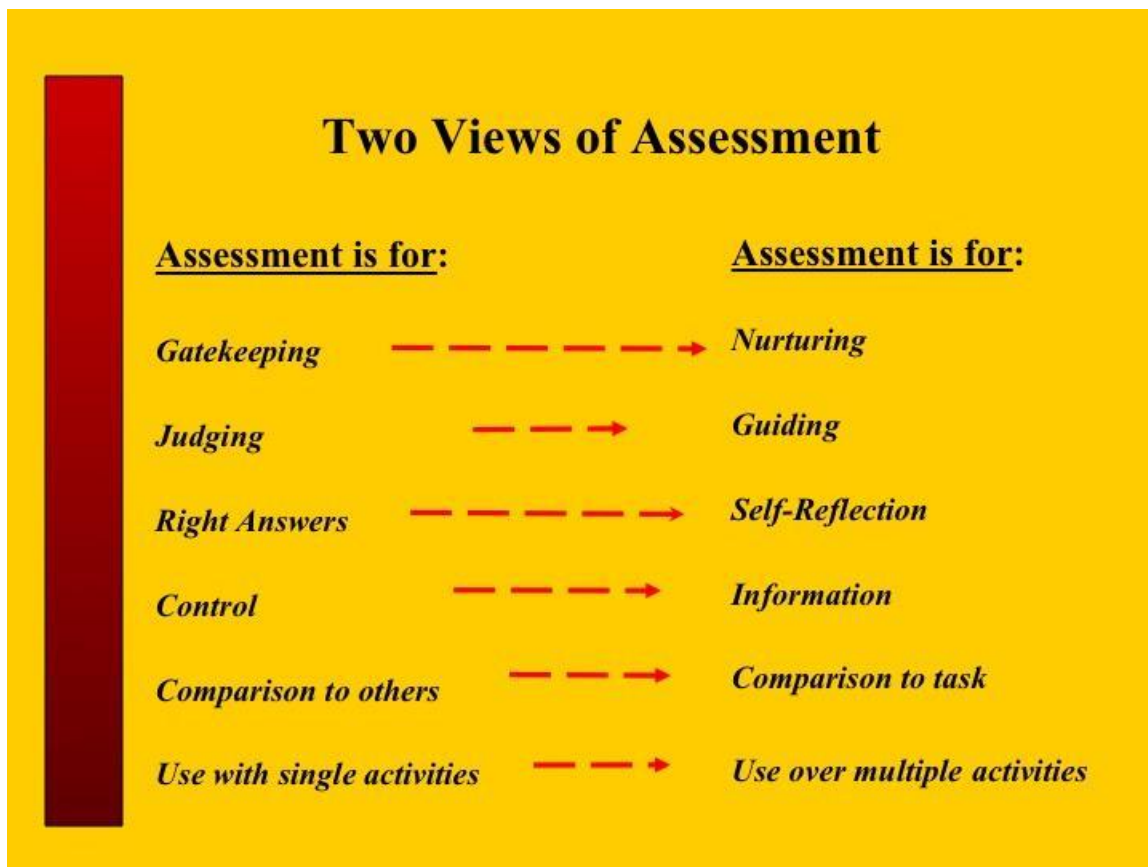 Two Views of Assessment
Assessment is for:
Assessment is for:
Gatekeeping
Nurturing
Judging
Guiding
Right Answers
Self-Reflection
Control
Information
Comparison to others
Comparison to task
Use with single activities
Use over multiple activities